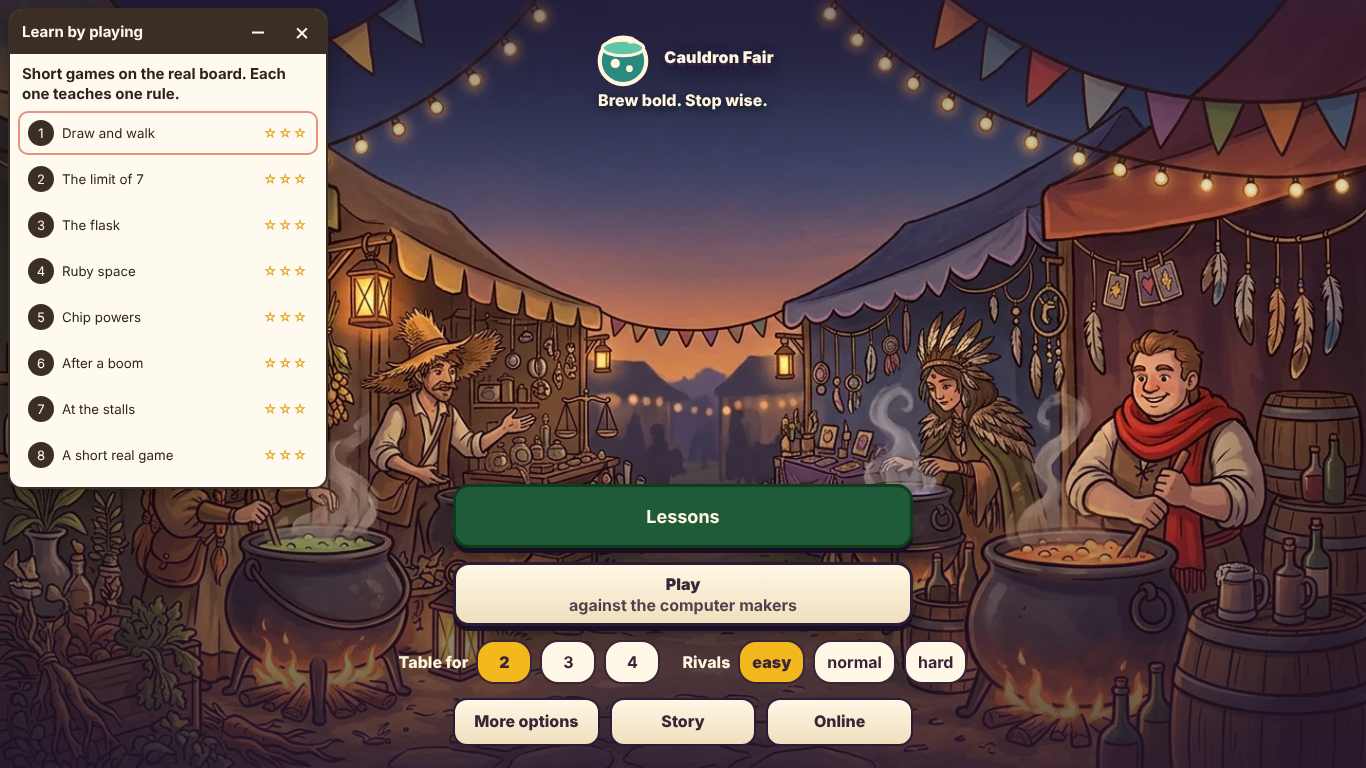 Learn by playing
Short games on the real board. Each
one teaches one rule.
1 Draw and walk
2 The limit of 7
3 The flask
4 Ruby space
5 Chip powers
6 After a boom
7 At the stalls
8 A short real game
Cauldron Fair
Brew bold. Stop wise.
Lessons
Play
against the computer makers
Table for 2 3 4 Rivals easy normal hard
More options Story Online